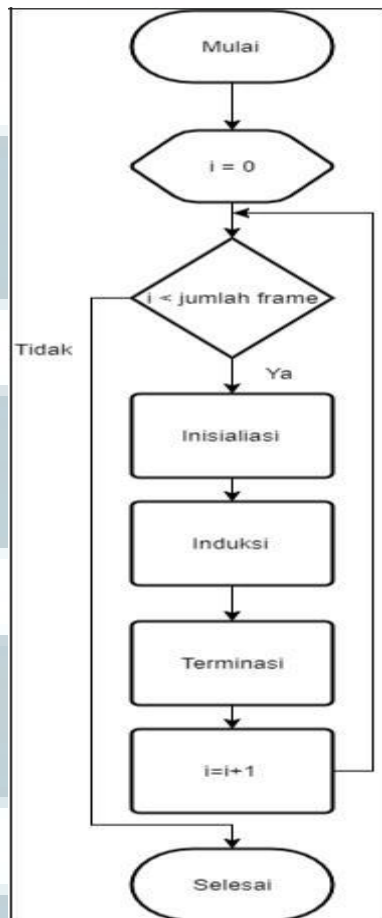 Mulai
i = 0
i < jumlah frame
Tidak
Ya
Inisialiasi
Induksi
Terminasi
i=i+1
Selesai